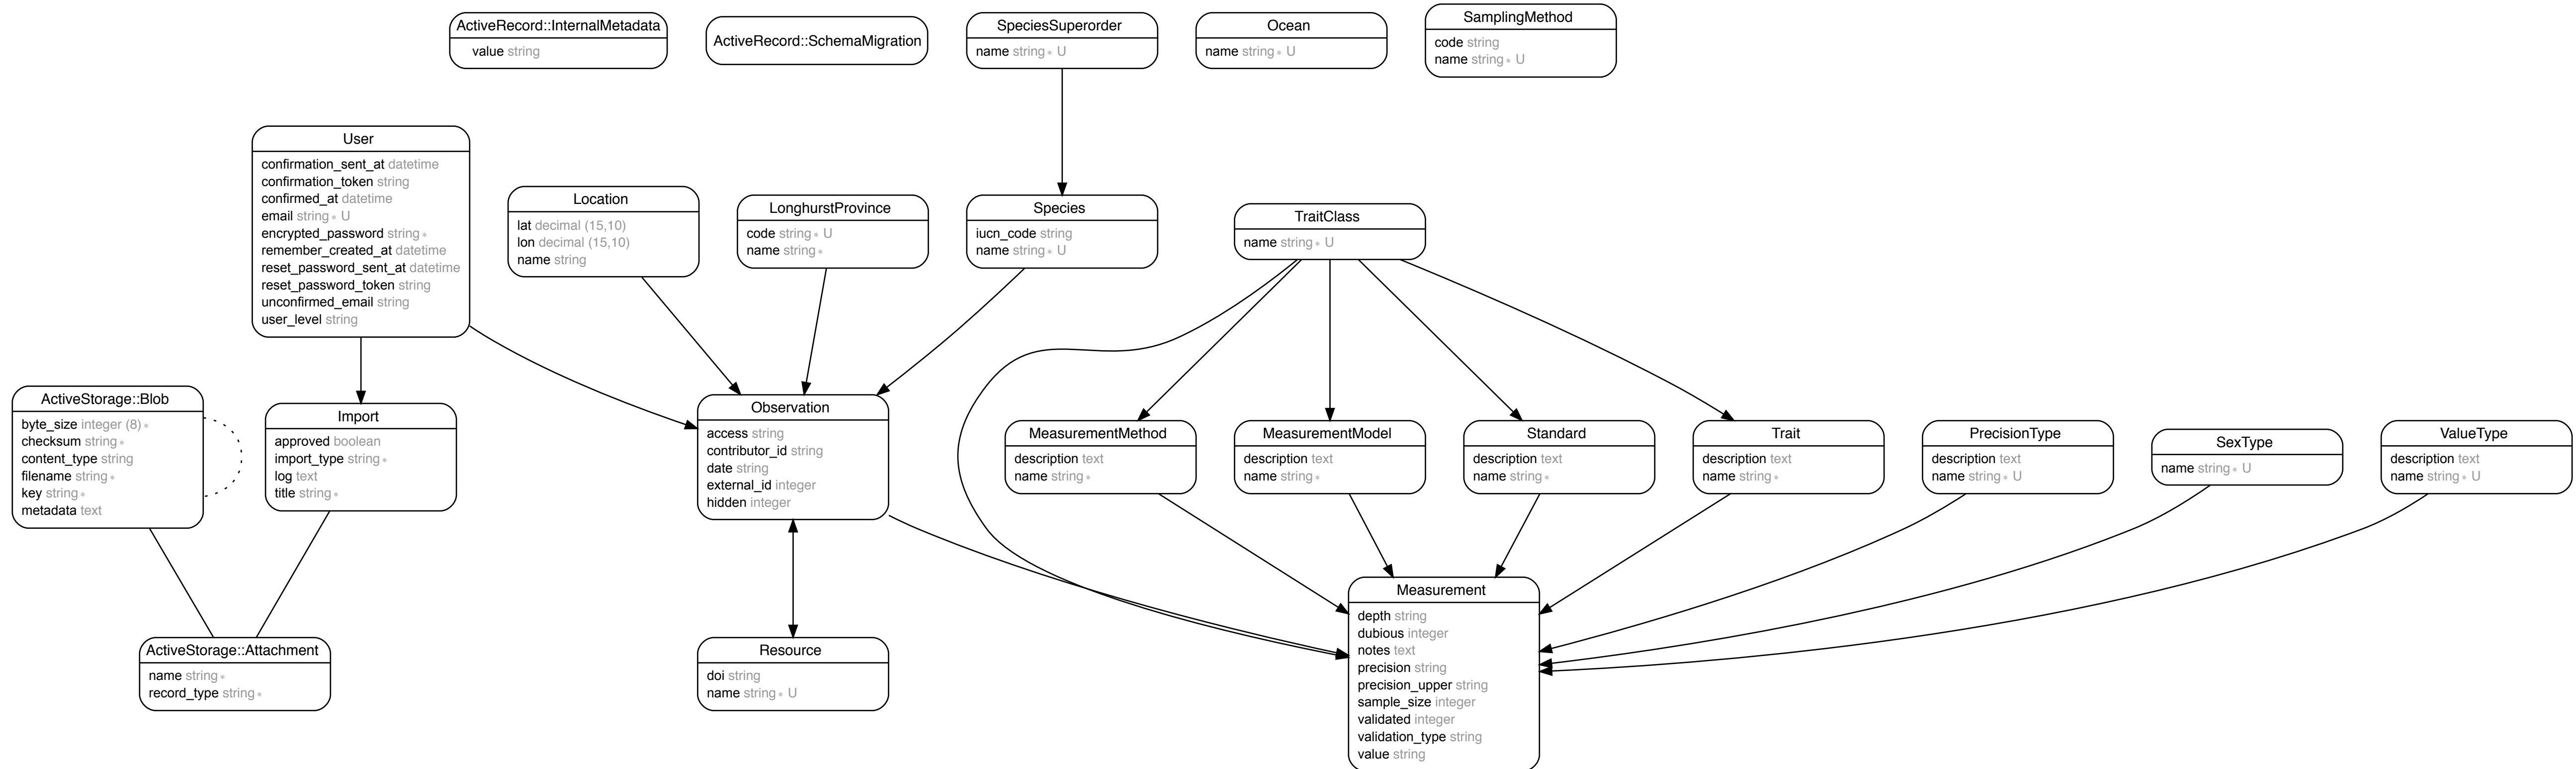 ActiveRecord::InternalMetadata
value string
ActiveRecord::SchemaMigration
SpeciesSuperorder
name string * U
Ocean
name string * U
SamplingMethod
code string
name string * U
User
confirmation_sent_at datetime
confirmation_token string
confirmed_at datetime
email string * U
encrypted_password string *
remember_created_at datetime
reset_password_sent_at datetime
reset_password_token string
unconfirmed_email string
user_level string
Location
lat decimal (15,10)
lon decimal (15,10)
name string
LonghurstProvince
code string * U
name string *
Species
iucn_code string
name string * U
TraitClass
name string * U
ActiveStorage::Blob
byte_size integer (8) *
checksum string *
content_type string
filename string *
key string *
metadata text
Import
approved boolean
import_type string *
log text
title string *
Observation
access string
contributor_id string
date string
external_id integer
hidden integer
MeasurementMethod
description text
name string *
MeasurementModel
description text
name string *
Standard
description text
name string *
Trait
description text
name string *
PrecisionType
description text
name string * U
SexType
name string * U
ValueType
description text
name string * U
ActiveStorage::Attachment
name string *
record_type string *
Resource
doi string
name string * U
Measurement
depth string
dubious integer
notes text
precision string
precision_upper string
sample_size integer
validated integer
validation_type string
value string